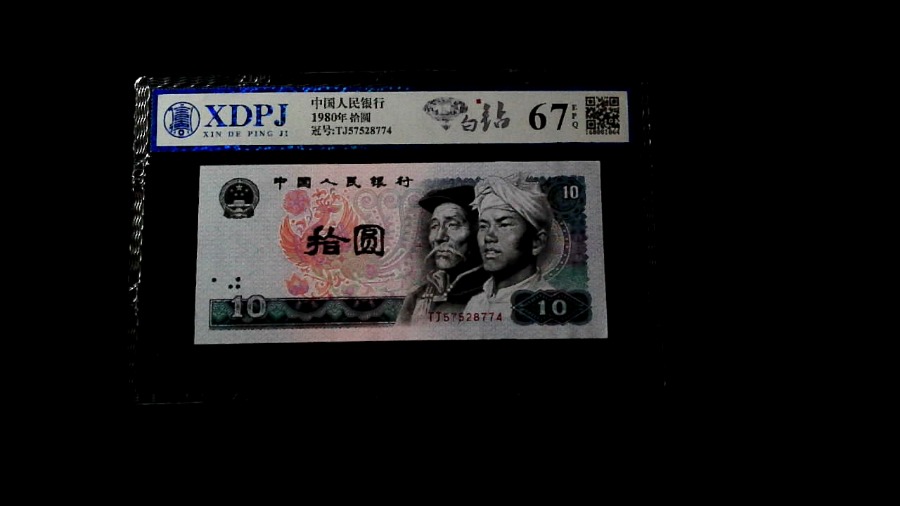 XDPJ
XIN DE PING JI
中国人民银行
1980年 拾圆
冠号:TJ57528774
白钻
67
EPQ
中国人民银行
10
拾圆
10
TJ57528774
10